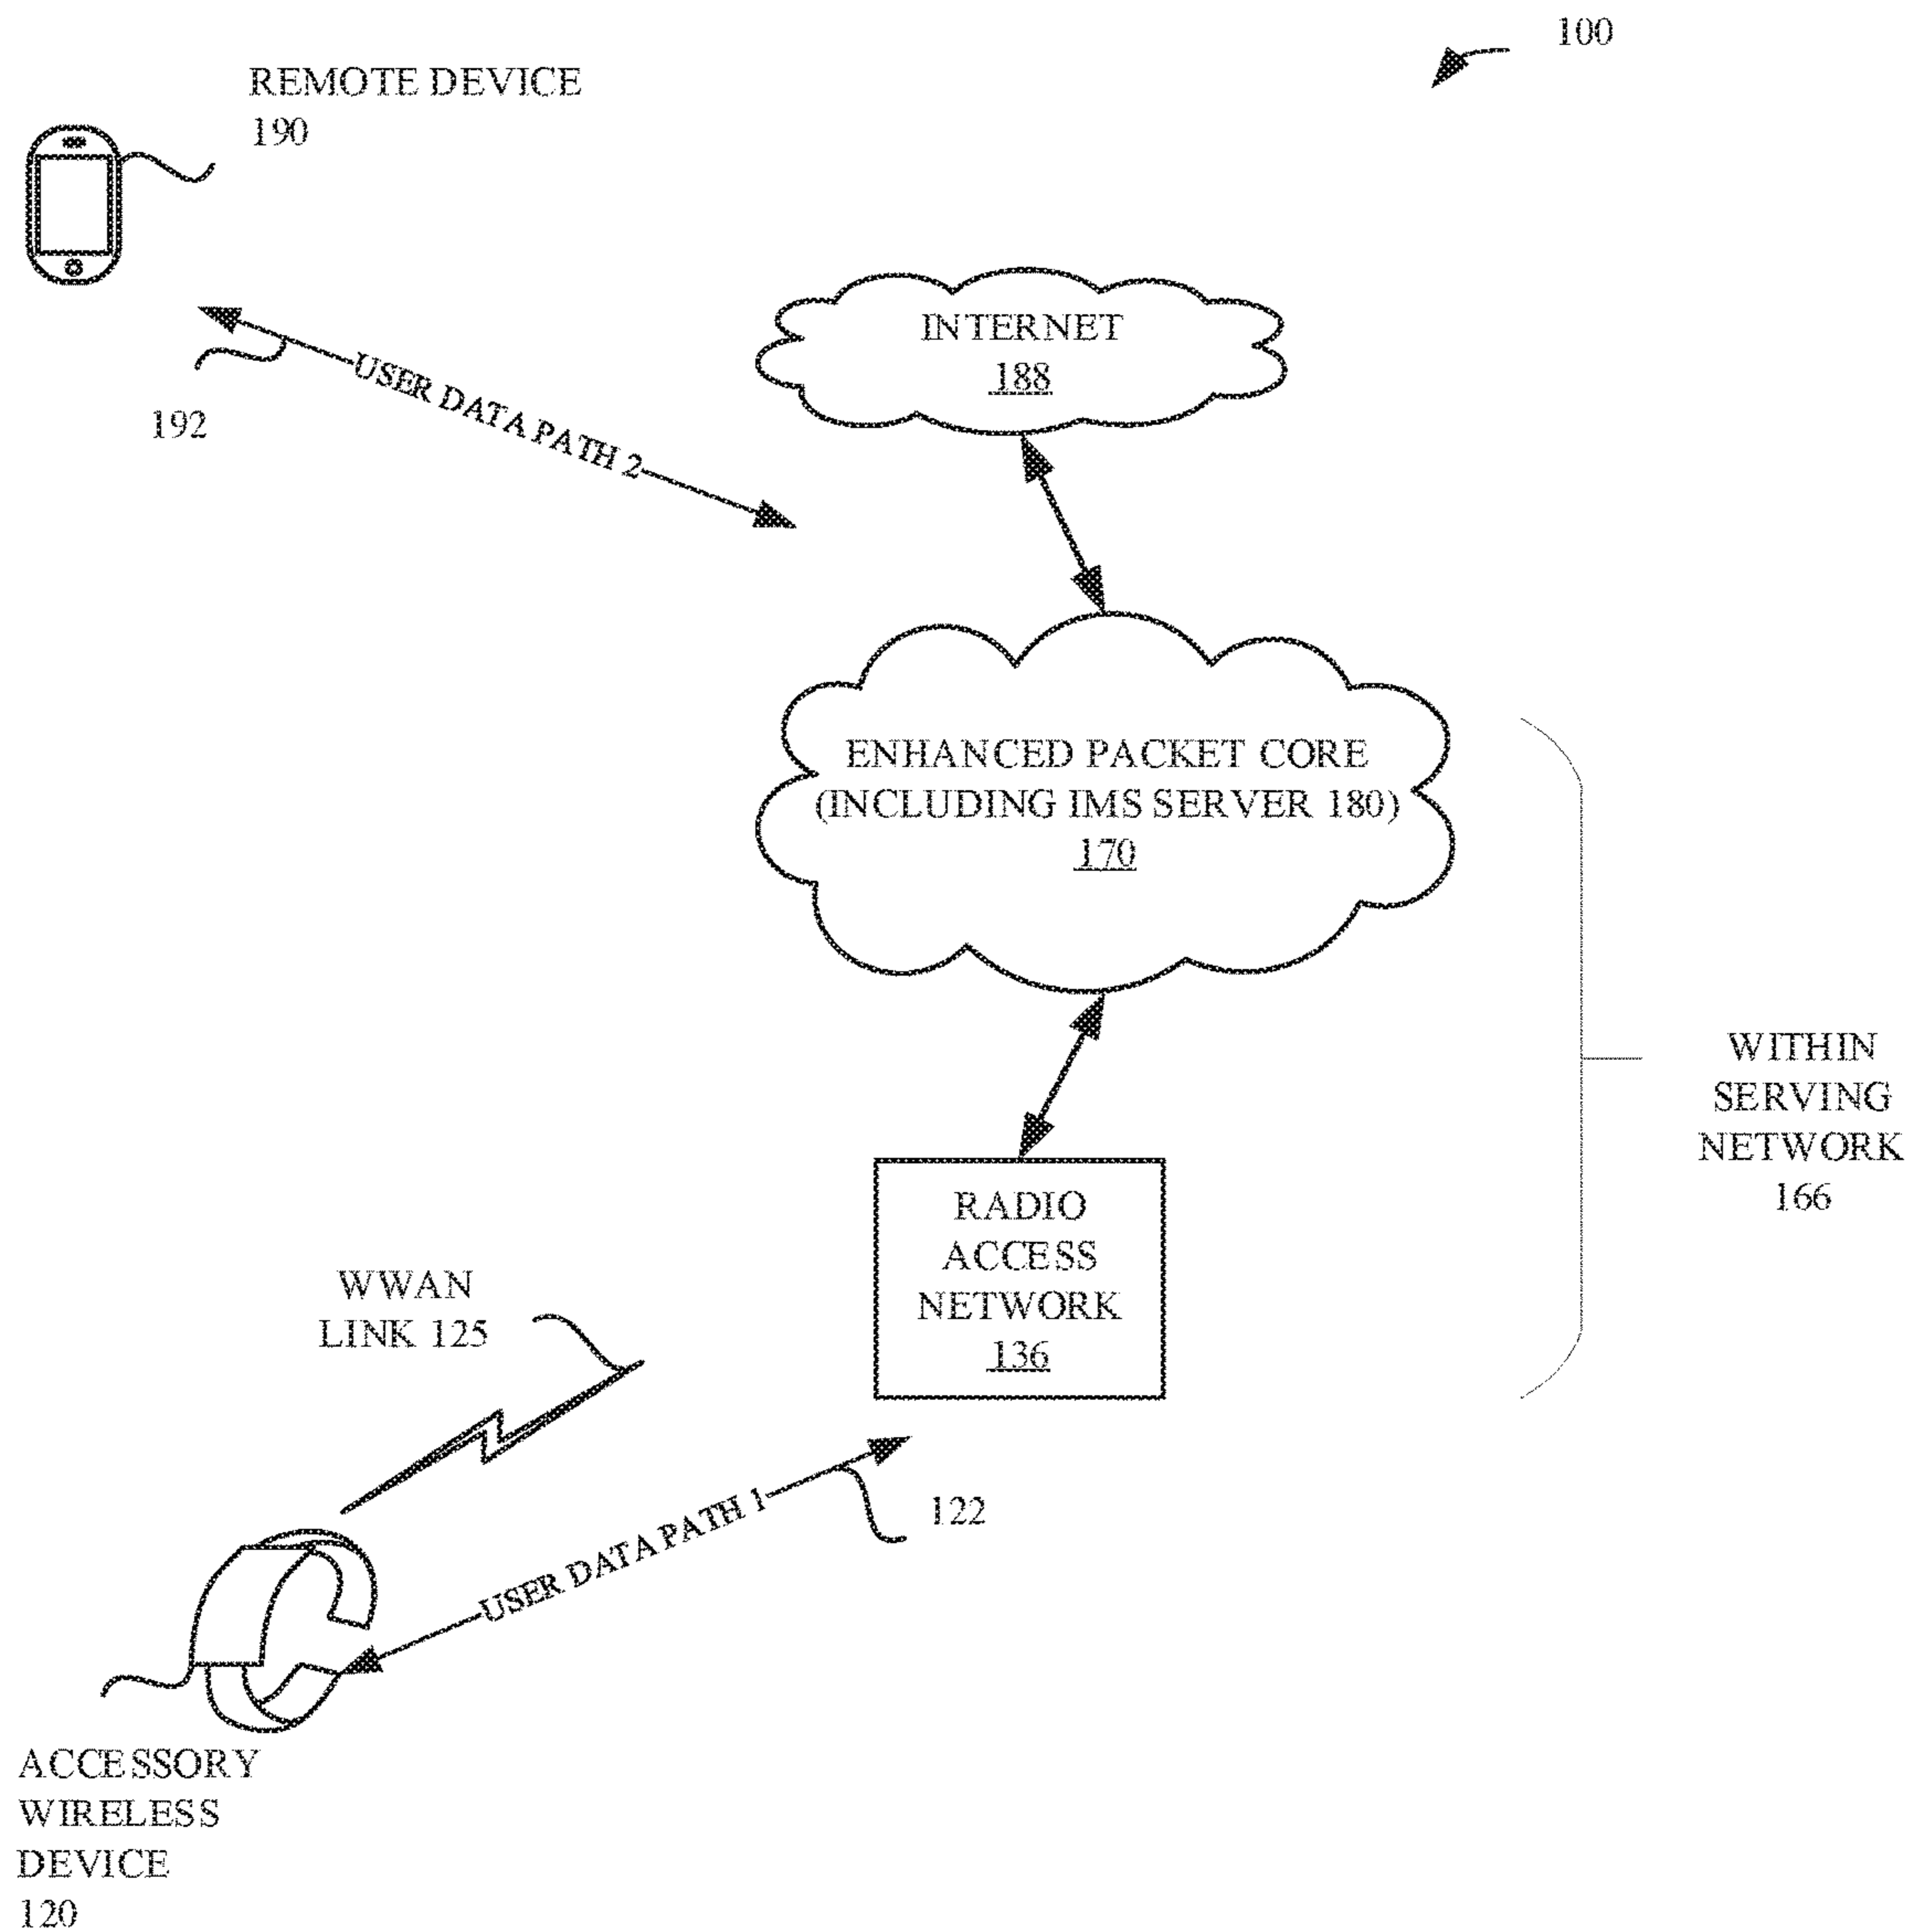 100
REMOTE DEVICE
190
INTERNET
188
USER DATA PATH 2
192
ENHANCED PACKET CORE
(INCLUDING IMS SERVER 180)
170
WITHIN
SERVING
NETWORK
166
RADIO
ACCESS
NETWORK
136
WWAN
LINK 125
USER DATA PATH 1
122
ACCESSORY
WIRELESS
DEVICE
120